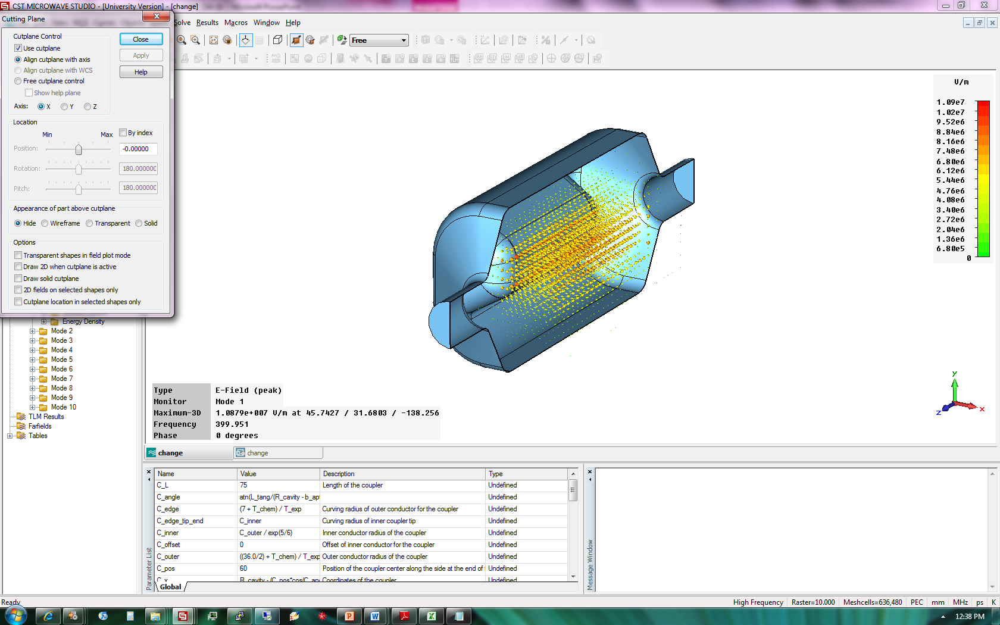 CST MICROWAVE STUDIO - [University Version] - [change]
Cutting Plane
Solve Results Macros Window Help
Cutplane Control
Use cutplane
Align cutplane with axis
Align cutplane with WCS
Free cutplane control
Show help plane
Axis: X Y Z
Close
Apply
Help
Free
Location
Min Max By index
Position: -0.00000
Rotation: 180.00000
Pitch: 180.00000
Appearance of part above cutplane
Hide Wireframe Transparent Solid
Options
Transparent shapes in field plot mode
Draw 2D when cutplane is active
Draw solid cutplane
2D fields on selected shapes only
Cutplane location in selected shapes only
Energy Density
Mode 2
Mode 3
Mode 4
Mode 5
Mode 6
Mode 7
Mode 8
Mode 9
Mode 10
TLM Results
Farfields
Tables
V/m
1.09e7
1.02e7
9.52e6
8.84e6
8.16e6
7.48e6
6.80e6
6.12e6
5.44e6
4.76e6
4.08e6
3.40e6
2.72e6
2.04e6
1.36e6
6.80e5
0
y
z x
Type E-Field (peak)
Monitor Mode 1
Maximum-3D 1.0879e+007 V/m at 45.7427 / 31.6803 / -138.256
Frequency 399.951
Phase 0 degrees
change change
Name Value Description Type
C_L 75 Length of the coupler Undefined
C_angle atn(L_tang/(R_cavity - b_apt Undefined
C_edge (7 + T_chem) / T_exp Curving radius of outer conductor for the coupler Undefined
C_edge_tip_end C_inner Curving radius of inner coupler tip Undefined
C_inner C_outer / exp(5/6) Inner conductor radius of the coupler Undefined
C_offset 0 Offset of inner conductor for the coupler Undefined
C_outer ((36.0/2) + T_chem) / T_exp Outer conductor radius of the coupler Undefined
C_pos 60 Position of the coupler center along the side at the end of Undefined
C_x R_cavity - (C_pos*cos(C_an Coordinates of the coupler Undefined
Global
Parameter List
Message Window
Ready
High Frequency Raster=10.000 Meshcells=636,480 PEC mm MHz ps K
12:38 PM